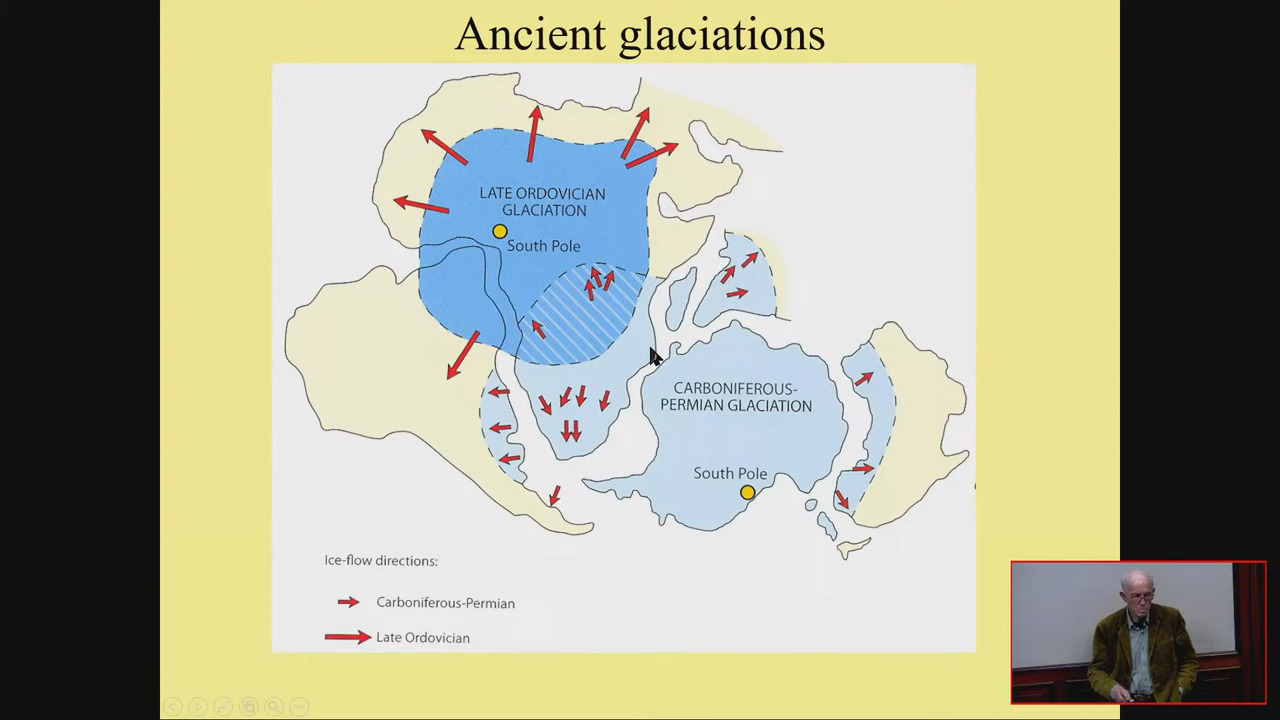 Ancient glaciations
LATE ORDOVICIAN
GLACIATION
South Pole
CARBONIFEROUS-
PERMIAN GLACIATION
South Pole
Ice-flow directions:
Carboniferous-Permian
Late Ordovician